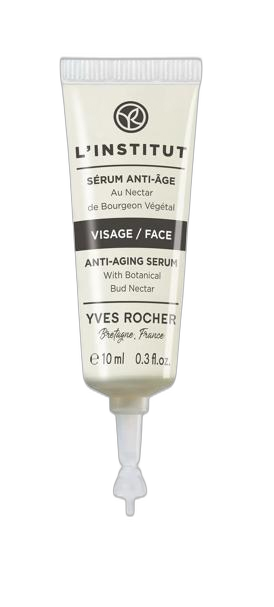 L'INSTITUT
SÉRUM ANTI-ÂGE
Au Nectar
de Bourgeon Végétal
VISAGE / FACE
ANTI-AGING SERUM
With Botanical
Bud Nectar
YVES ROCHER
Bretagne, France
℮ 10 ml 0.3 fl.oz.